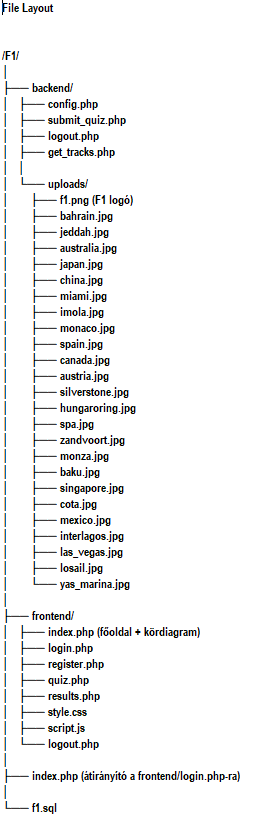 File Layout
/F1/
│
├── backend/
│ ├── config.php
│ ├── submit_quiz.php
│ ├── logout.php
│ ├── get_tracks.php
│ │
│ └── uploads/
│ ├── f1.png (F1 logó)
│ ├── bahrain.jpg
│ ├── jeddah.jpg
│ ├── australia.jpg
│ ├── japan.jpg
│ ├── china.jpg
│ ├── miami.jpg
│ ├── imola.jpg
│ ├── monaco.jpg
│ ├── spain.jpg
│ ├── canada.jpg
│ ├── austria.jpg
│ ├── silverstone.jpg
│ ├── hungaroring.jpg
│ ├── spa.jpg
│ ├── zandvoort.jpg
│ ├── monza.jpg
│ ├── baku.jpg
│ ├── singapore.jpg
│ ├── cota.jpg
│ ├── mexico.jpg
│ ├── interlagos.jpg
│ ├── las_vegas.jpg
│ ├── losail.jpg
│ └── yas_marina.jpg
│
├── frontend/
│ ├── index.php (főoldal + kördiagram)
│ ├── login.php
│ ├── register.php
│ ├── quiz.php
│ ├── results.php
│ ├── style.css
│ ├── script.js
│ └── logout.php
│
├── index.php (átirányító a frontend/login.php-ra)
│
└── f1.sql